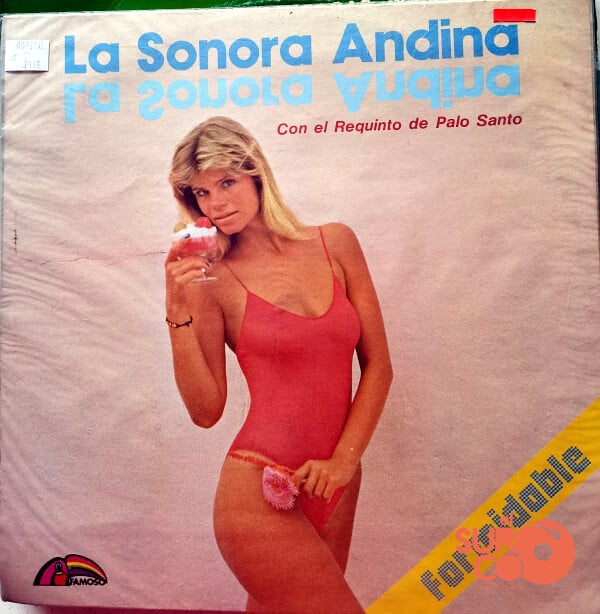 La Sonora Andina
La Sonora Andina
Con el Requinto de Palo Santo
formidable
FAMOSO